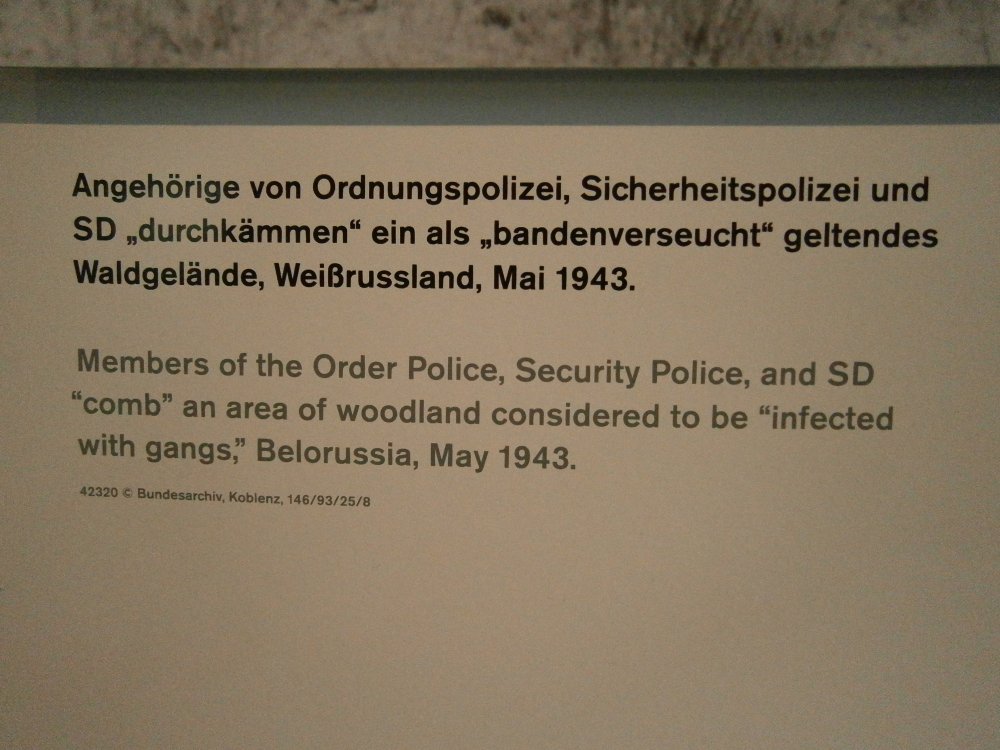 Angehörige von Ordnungspolizei, Sicherheitspolizei und
SD „durchkämmen“ ein als „bandenverseucht“ geltendes
Waldgelände, Weißrussland, Mai 1943.
Members of the Order Police, Security Police, and SD
“comb” an area of woodland considered to be “infected
with gangs,” Belorussia, May 1943.
42320 © Bundesarchiv, Koblenz, 146/93/25/8